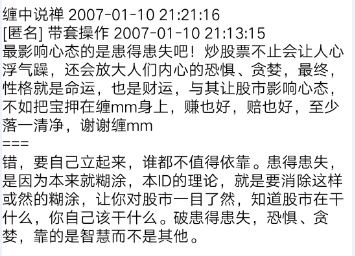 缠中说禅 2007-01-10 21:21:16
[匿名] 带套操作 2007-01-10 21:13:15
最影响心态的是患得患失吧！炒股票不止会让人心
浮气躁，还会放大人们内心的恐惧、贪婪，最终，
性格就是命运，也是财运，与其让股市影响心态，
不如把宝押在缠mm身上，赚也好，赔也好，至少
落一清净，谢谢缠mm
===
错，要自己立起来，谁都不值得依靠。患得患失，
是因为本来就糊涂，本ID的理论，就是要消除这样
或然的糊涂，让你对股市一目了然，知道股市在干
什么，你自己该干什么。破患得患失，恐惧、贪
婪，靠的是智慧而不是其他。